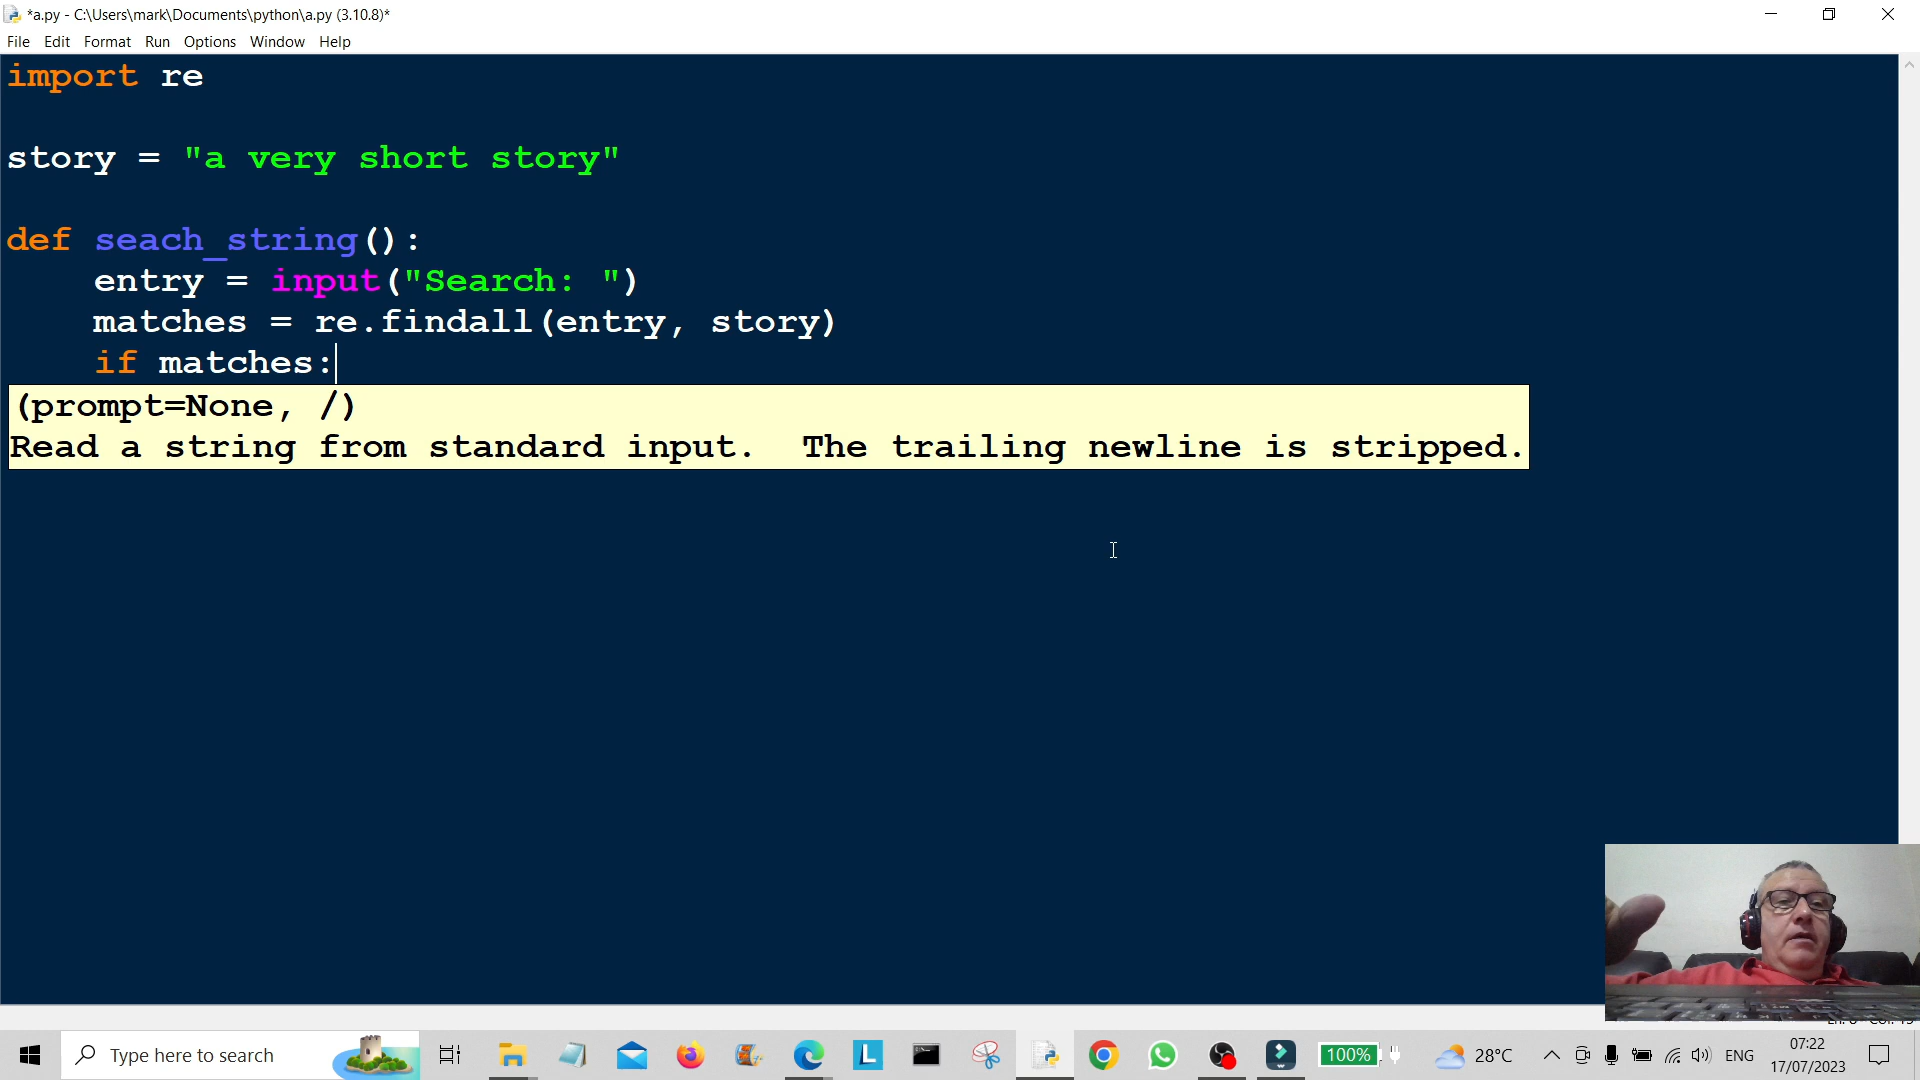 *a.py - C:\Users\mark\Documents\python\a.py (3.10.8)*
File Edit Format Run Options Window Help
import re
story = "a very short story"
def seach_string():
entry = input("Search: ")
matches = re.findall(entry, story)
if matches:
(prompt=None, /)
Read a string from standard input. The trailing newline is stripped.
Type here to search
L
100%
28°C
ENG
07:22
17/07/2023